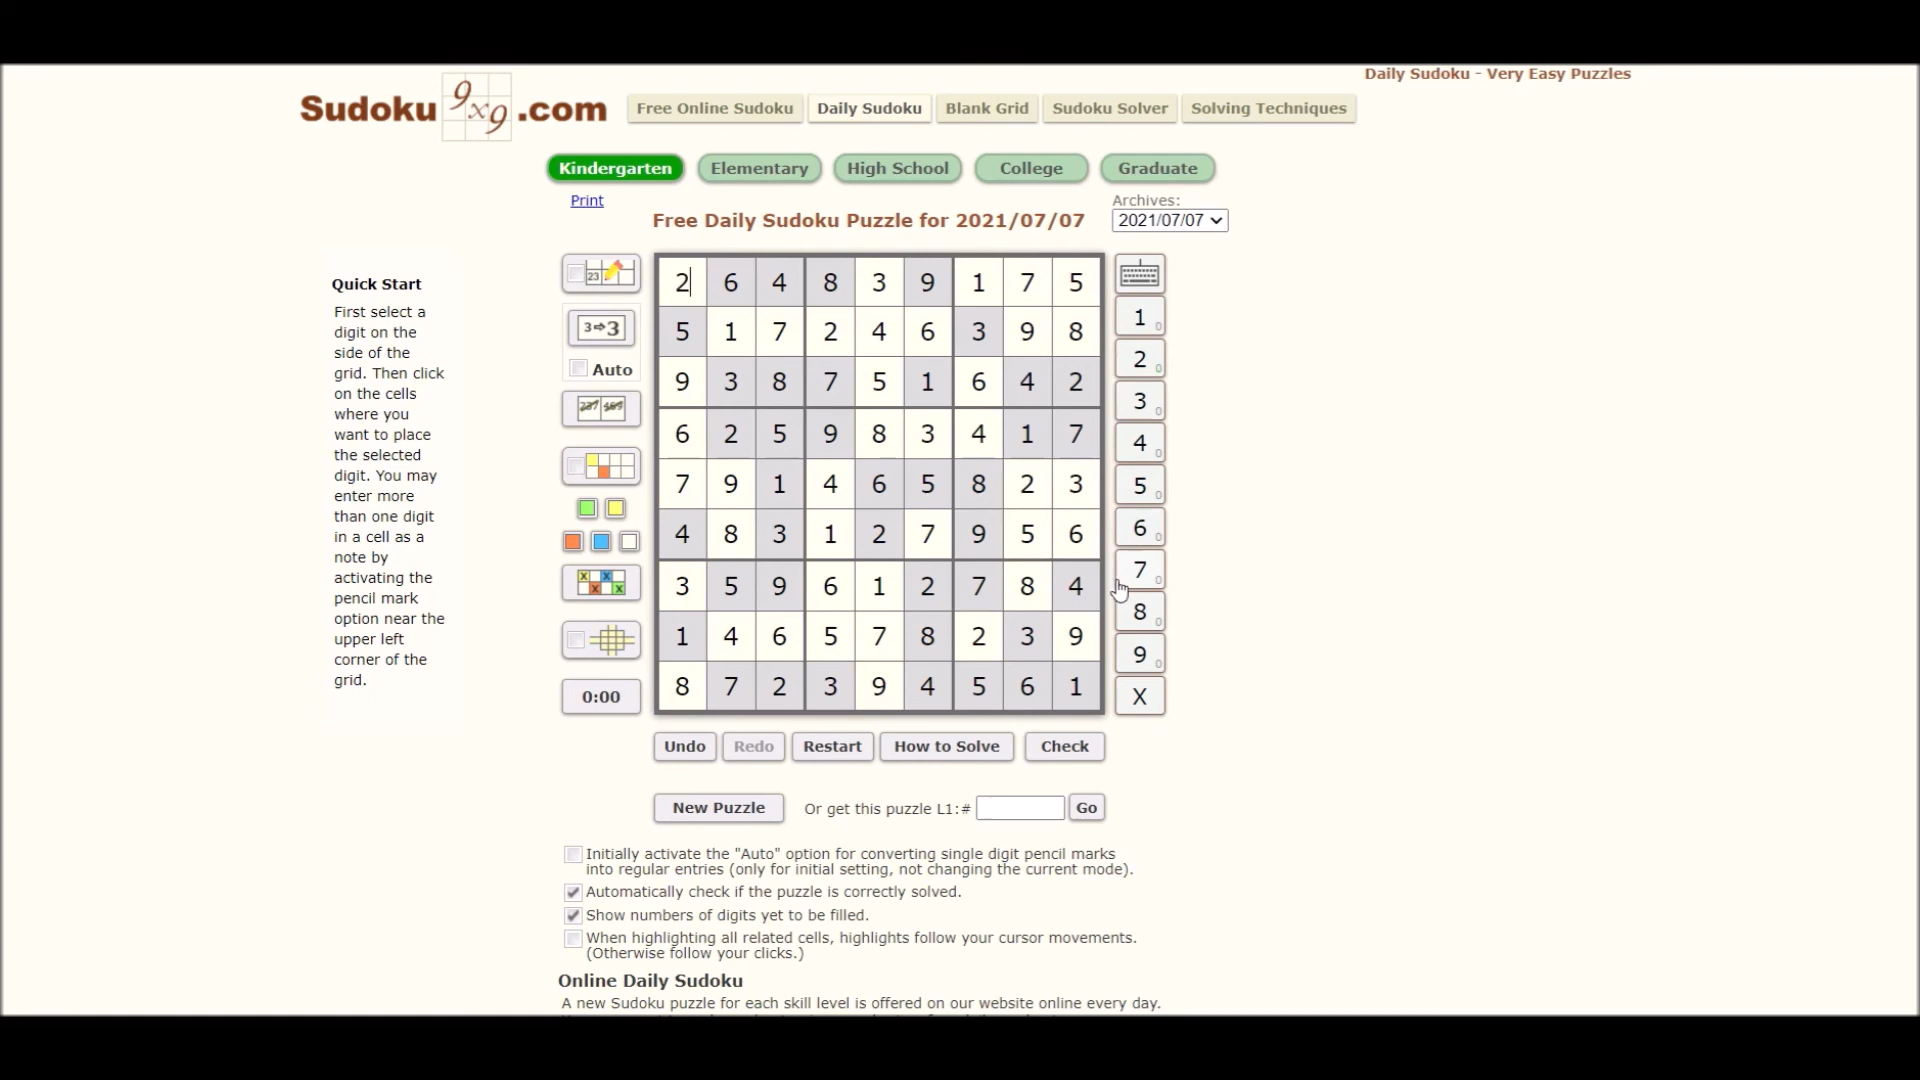 Daily Sudoku - Very Easy Puzzles
Sudoku 9x9 .com
Free Online Sudoku Daily Sudoku Blank Grid Sudoku Solver Solving Techniques
Kindergarten Elementary High School College Graduate
Print
Archives:
Free Daily Sudoku Puzzle for 2021/07/07
2021/07/07
Quick Start
First select a
digit on the
side of the
grid. Then click
on the cells
where you
want to place
the selected
digit. You may
enter more
than one digit
in a cell as a
note by
activating the
pencil mark
option near the
upper left
corner of the
grid.
23
3⇨3
Auto
237 469
X X
X X
0:00
2 6 4 8 3 9 1 7 5
5 1 7 2 4 6 3 9 8
9 3 8 7 5 1 6 4 2
6 2 5 9 8 3 4 1 7
7 9 1 4 6 5 8 2 3
4 8 3 1 2 7 9 5 6
3 5 9 6 1 2 7 8 4
1 4 6 5 7 8 2 3 9
8 7 2 3 9 4 5 6 1
1 0
2 0
3 0
4 0
5 0
6 0
7 0
8 0
9 0
X
Undo Redo Restart How to Solve Check
New Puzzle Or get this puzzle L1:# Go
Initially activate the "Auto" option for converting single digit pencil marks
into regular entries (only for initial setting, not changing the current mode).
Automatically check if the puzzle is correctly solved.
Show numbers of digits yet to be filled.
When highlighting all related cells, highlights follow your cursor movements.
(Otherwise follow your clicks.)
Online Daily Sudoku
A new Sudoku puzzle for each skill level is offered on our website online every day.